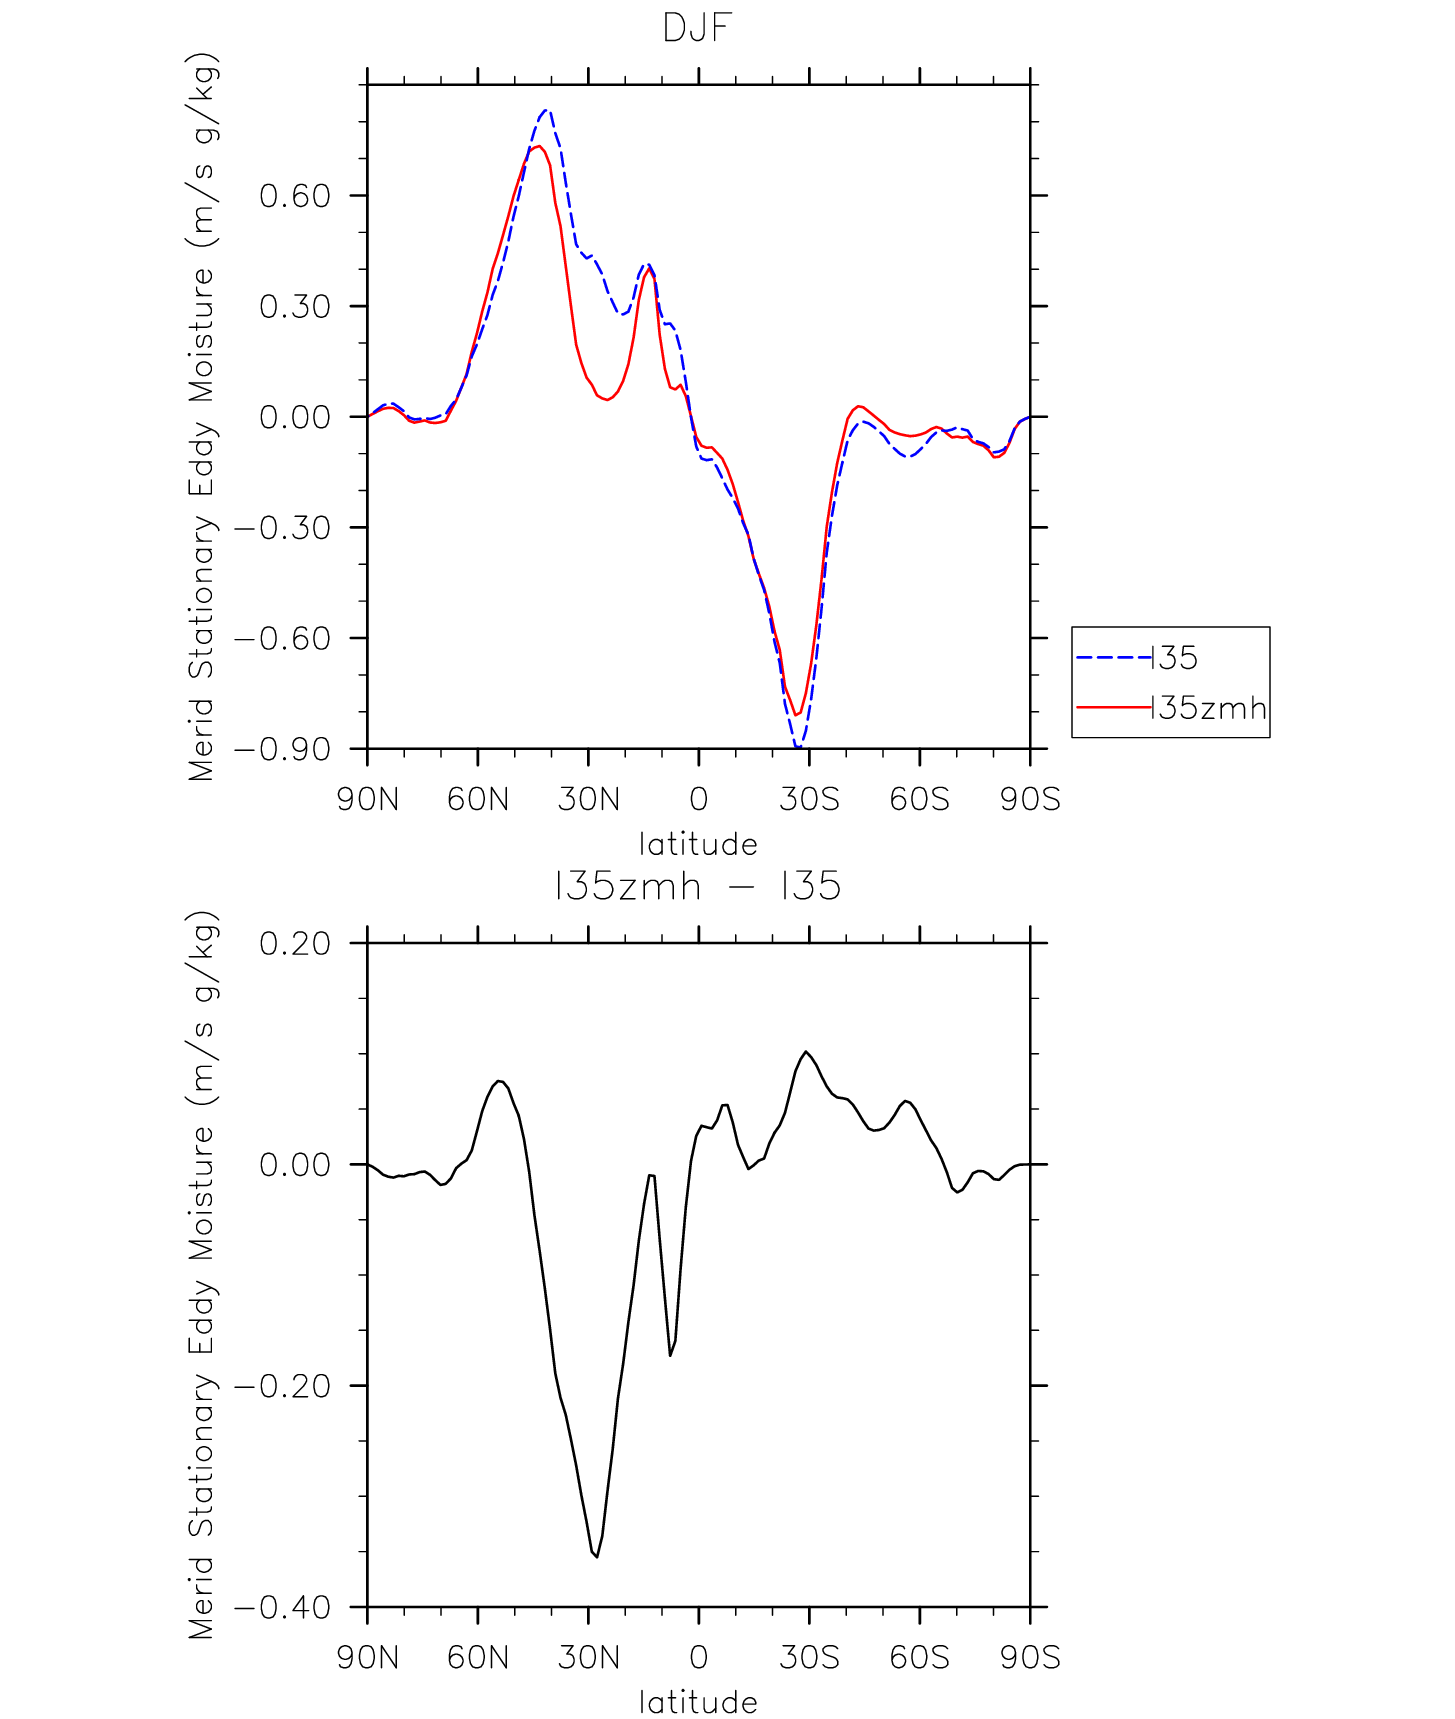 DJF
Merid Stationary Eddy Moisture (m/s g/kg)
0.60
0.30
0.00
−0.30
−0.60
−0.90
90N 60N 30N 0 30S 60S 90S
latitude
I35
I35zmh
I35zmh − I35
Merid Stationary Eddy Moisture (m/s g/kg)
0.20
0.00
−0.20
−0.40
90N 60N 30N 0 30S 60S 90S
latitude